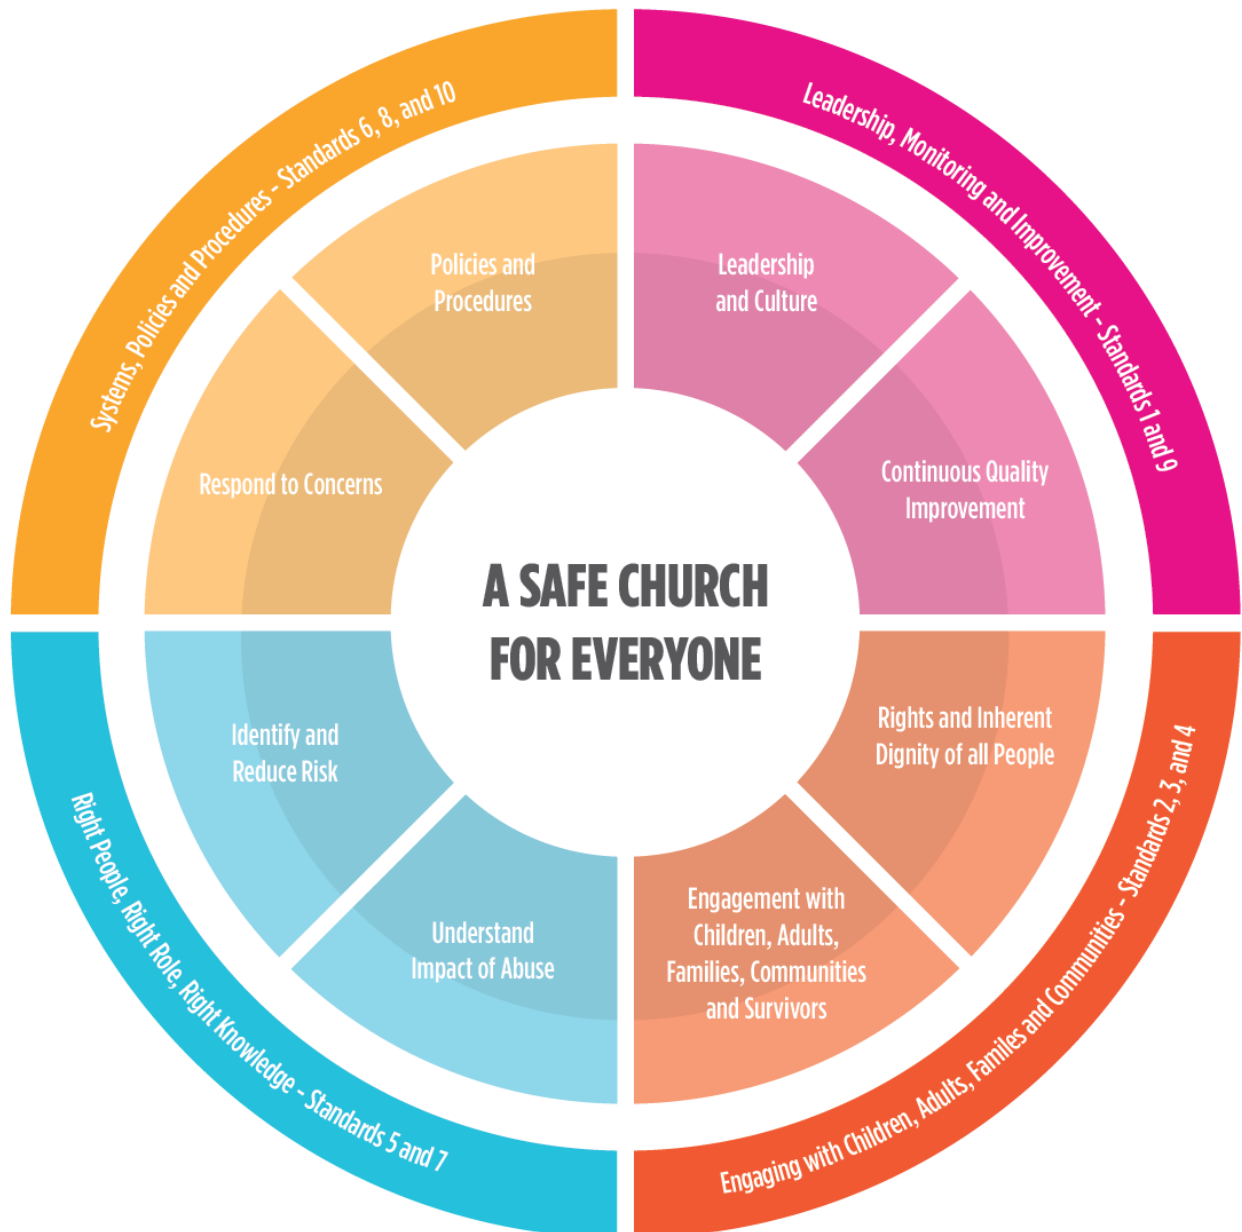 Systems, Policies and Procedures - Standards 6, 8, and 10
Leadership, Monitoring and Improvement - Standards 1 and 9
Policies and
Procedures
Leadership
and Culture
Respond to Concerns
Continuous Quality
Improvement
A SAFE CHURCH
FOR EVERYONE
Identify and
Reduce Risk
Rights and Inherent
Dignity of all People
Understand
Impact of Abuse
Engagement with
Children, Adults,
Families, Communities
and Survivors
Right People, Right Role, Right Knowledge - Standards 5 and 7
Engaging with Children, Adults, Familes and Communities - Standards 2, 3, and 4